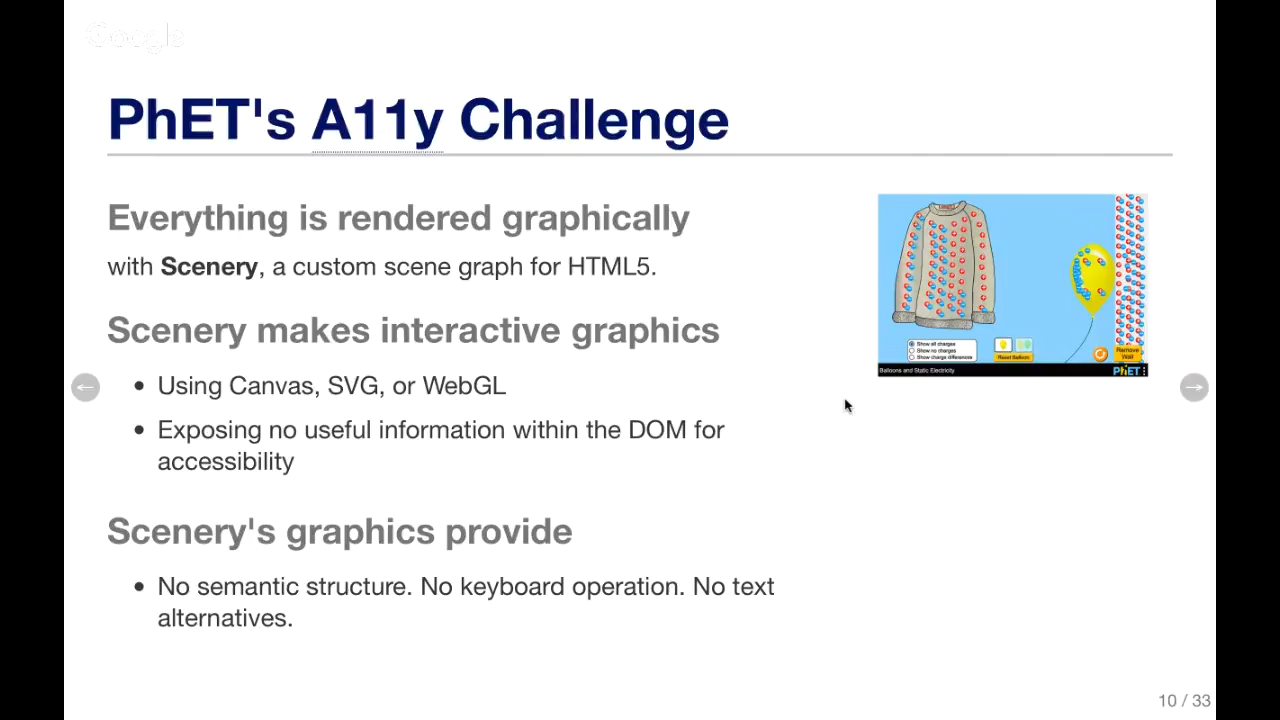 Google
PhET's A11y Challenge
Everything is rendered graphically
with Scenery, a custom scene graph for HTML5.
Scenery makes interactive graphics
• Using Canvas, SVG, or WebGL
• Exposing no useful information within the DOM for
accessibility
Scenery's graphics provide
• No semantic structure. No keyboard operation. No text
alternatives.
Show all charges
Show no charges
Show charge differences
Reset Balloon
Remove
Wall
Balloons and Static Electricity
PhET
10 / 33